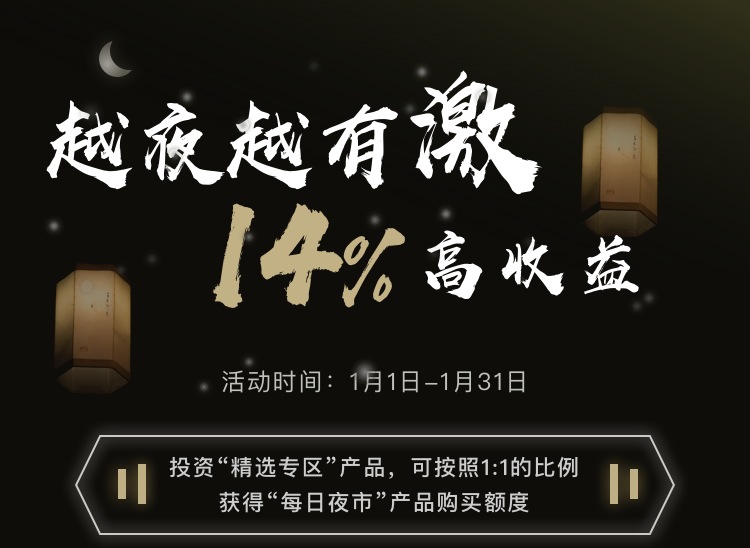 越夜越有激
14%高收益
活动时间：1月1日-1月31日
投资“精选专区”产品，可按照1:1的比例
获得“每日夜市”产品购买额度